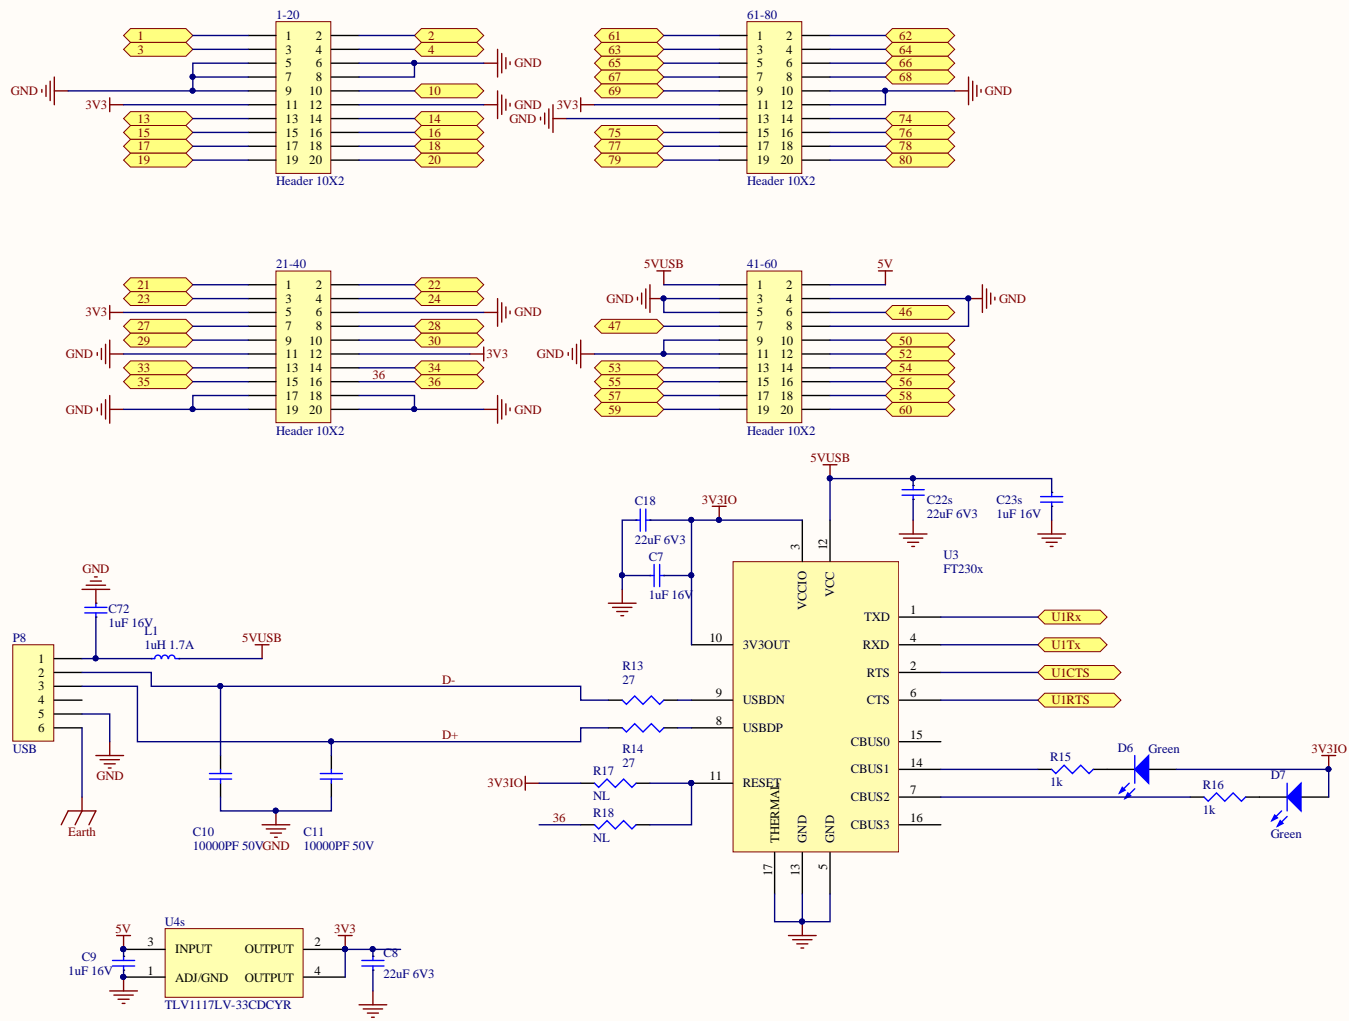 1-20
1
1 2
2
3
3 4
4
5 6
GND
7 8
GND
9 10
10
3V3
11 12
GND
13
13 14
14
15
15 16
16
17
17 18
18
19
19 20
20
Header 10X2
61-80
61
1 2
62
63
3 4
64
65
5 6
66
67
7 8
68
69
9 10
GND
3V3
11 12
GND
13 14
74
75
15 16
76
77
17 18
78
79
19 20
80
Header 10X2
21-40
21
1 2
22
23
3 4
24
3V3
5 6
GND
27
7 8
28
29
9 10
30
GND
11 12
3V3
33
13 14
34
35
15 16
36
36
17 18
GND
19 20
GND
Header 10X2
41-60
5VUSB
5V
1 2
GND
3 4
GND
5 6
46
47
7 8
9 10
50
GND
11 12
52
53
13 14
54
55
15 16
56
57
17 18
58
59
19 20
60
Header 10X2
5VUSB
C22s
22uF 6V3
C23s
1uF 16V
C18
22uF 6V3
3V3IO
C7
1uF 16V
U3
FT230x
3
VCCIO
12
VCC
10
3V3OUT
9
USBDN
8
USBDP
11
RESET
THERMAL
17
GND
13
GND
5
TXD
1
U1Rx
RXD
4
U1Tx
RTS
2
U1CTS
CTS
6
U1RTS
CBUS0
15
CBUS1
14
CBUS2
7
CBUS3
16
R15
1k
D6
Green
R16
1k
D7
Green
3V3IO
GND
C72
1uF 16V
L1
1uH 1.7A
5VUSB
P8
1
2
3
4
5
6
USB
GND
Earth
D-
D+
R13
27
R14
27
3V3IO
R17
NL
36
R18
NL
C10
10000PF 50V
GND
C11
10000PF 50V
U4s
5V
3
INPUT
OUTPUT
2
3V3
C9
1uF 16V
1
ADJ/GND
OUTPUT
4
C8
22uF 6V3
TLV1117LV-33CDCYR